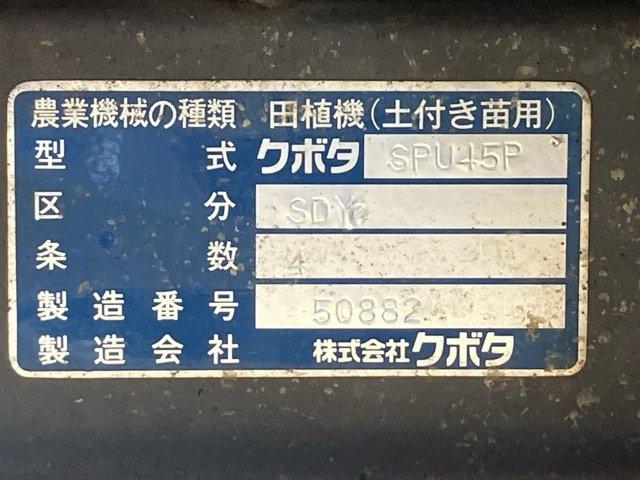 農業機械の種類 田植機(土付き苗用)
型式 クボタ SPU45P
区分 SDY
条数 4
製造番号 50882
製造会社 株式会社クボタ